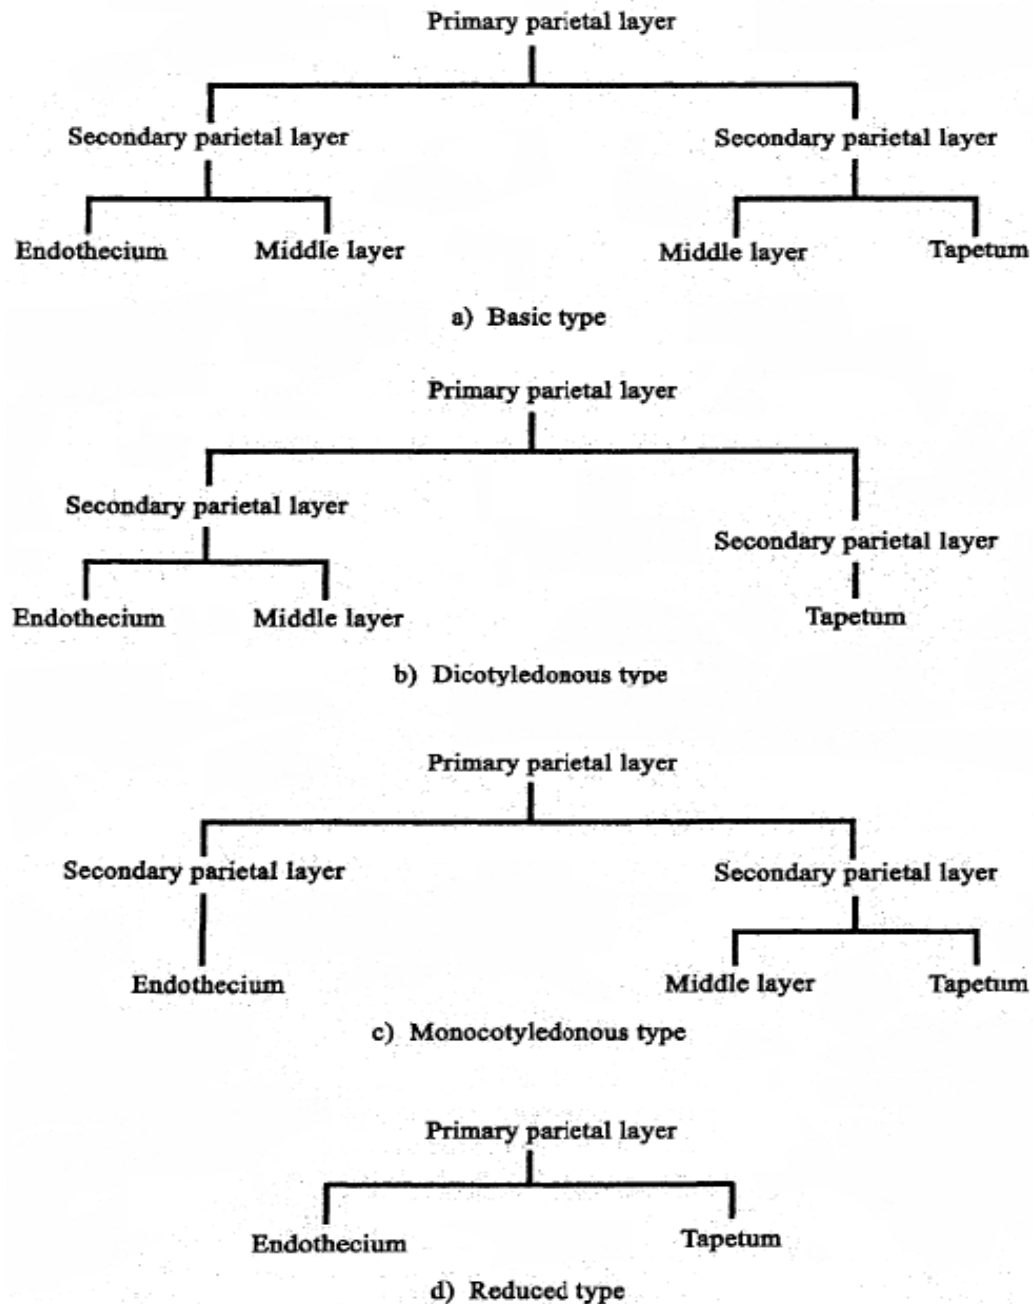 Primary parietal layer
Secondary parietal layer
Secondary parietal layer
Endothecium
Middle layer
Middle layer
Tapetum
a) Basic type
Primary parietal layer
Secondary parietal layer
Secondary parietal layer
Endothecium
Middle layer
Tapetum
b) Dicotyledonous type
Primary parietal layer
Secondary parietal layer
Secondary parietal layer
Endothecium
Middle layer
Tapetum
c) Monocotyledonous type
Primary parietal layer
Endothecium
Tapetum
d) Reduced type